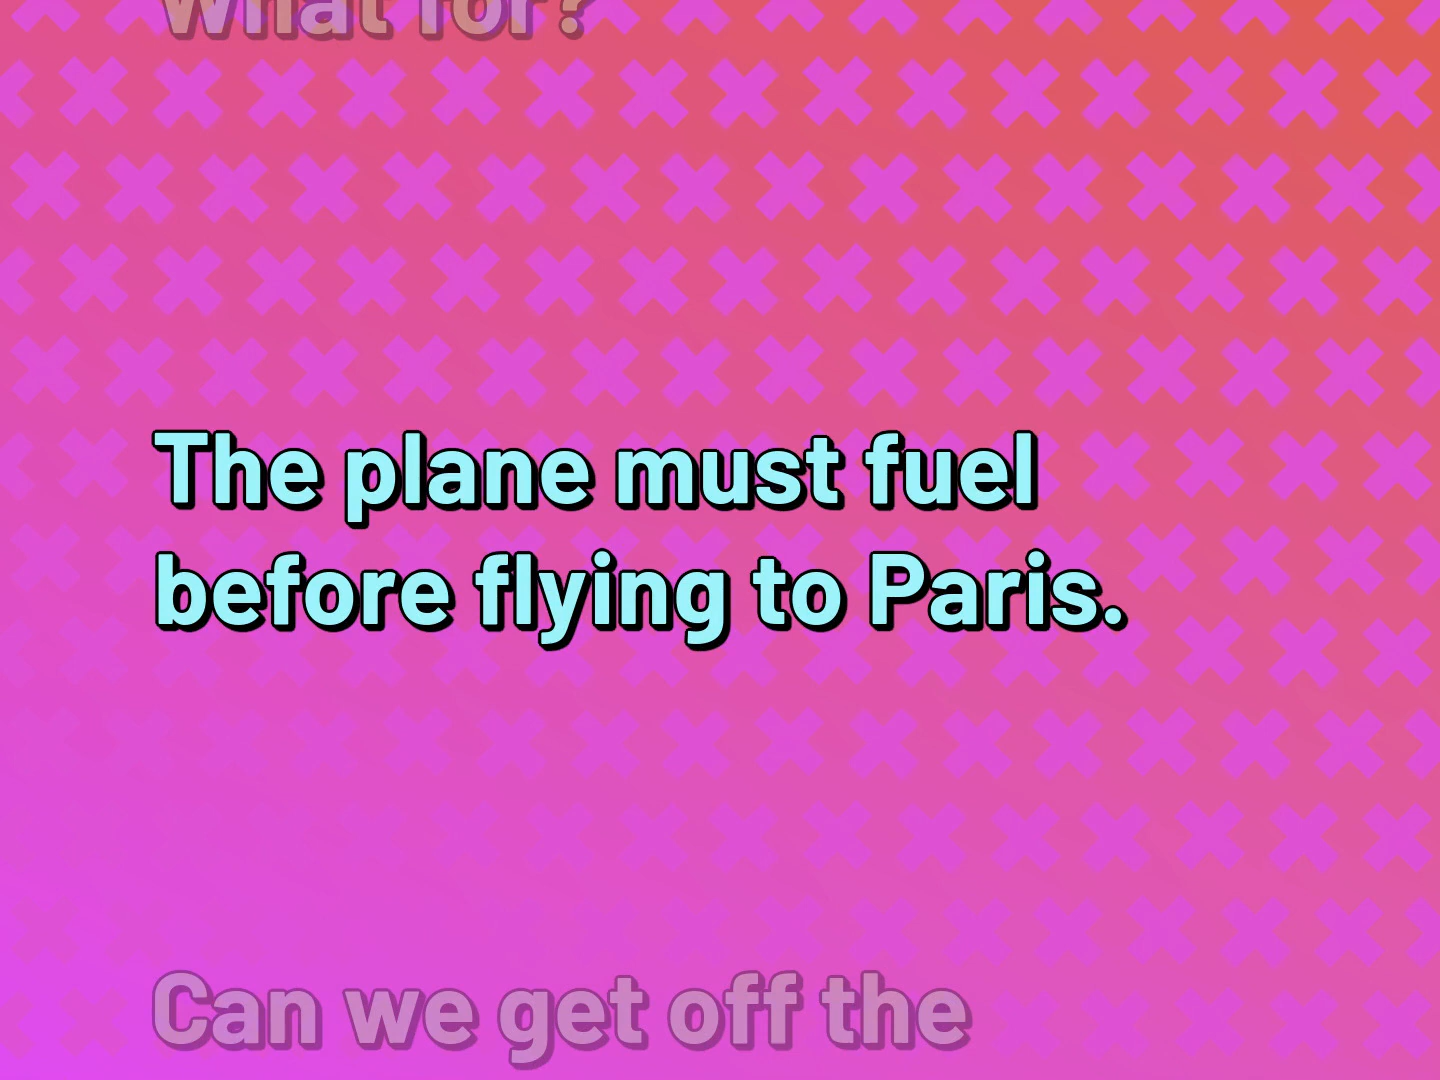 What for?
The plane must fuel
before flying to Paris.
Can we get off the